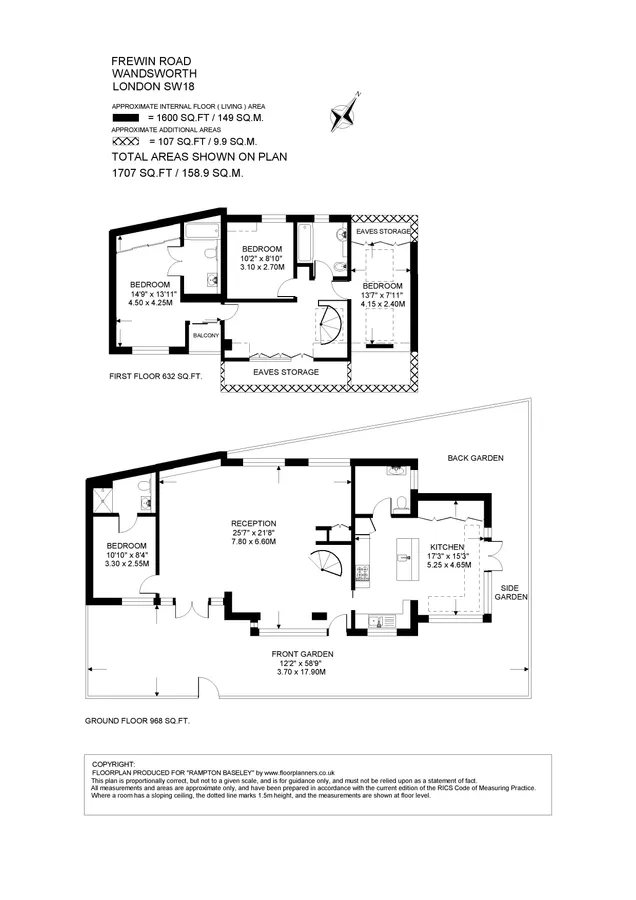 FREWIN ROAD
WANDSWORTH
LONDON SW18
APPROXIMATE INTERNAL FLOOR ( LIVING ) AREA
= 1600 SQ.FT / 149 SQ.M.
APPROXIMATE ADDITIONAL AREAS
= 107 SQ.FT / 9.9 SQ.M.
TOTAL AREAS SHOWN ON PLAN
1707 SQ.FT / 158.9 SQ.M.
N
EAVES STORAGE
BEDROOM
10'2" x 8'10"
3.10 x 2.70M
BEDROOM
14'9" x 13'11"
4.50 x 4.25M
BEDROOM
13'7" x 7'11"
4.15 x 2.40M
BALCONY
EAVES STORAGE
FIRST FLOOR 632 SQ.FT.
BACK GARDEN
RECEPTION
25'7" x 21'8"
7.80 x 6.60M
BEDROOM
10'10" x 8'4"
3.30 x 2.55M
KITCHEN
17'3" x 15'3"
5.25 x 4.65M
SIDE
GARDEN
FRONT GARDEN
12'2" x 58'9"
3.70 x 17.90M
GROUND FLOOR 968 SQ.FT.
COPYRIGHT:
FLOORPLAN PRODUCED FOR "RAMPTON BASELEY" by www.floorplanners.co.uk
This plan is proportionally correct, but not to a given scale, and is for guidance only, and must not be relied upon as a statement of fact.
All measurements and areas are approximate only, and have been prepared in accordance with the current edition of the RICS Code of Measuring Practice.
Where a room has a sloping ceiling, the dotted line marks 1.5m height, and the measurements are shown at floor level.